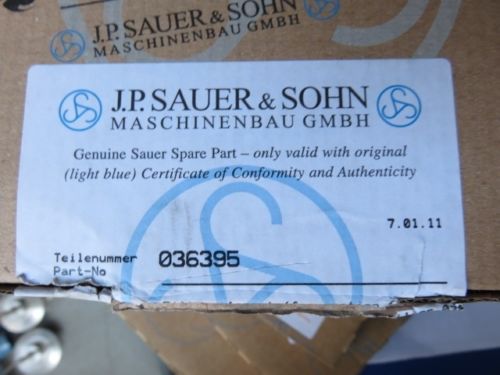 J.P. SAUER & SOHN
MASCHINENBAU GMBH
J.P. SAUER & SOHN
MASCHINENBAU GMBH
Genuine Sauer Spare Part – only valid with original
(light blue) Certificate of Conformity and Authenticity
7.01.11
Teilenummer 036395
Part-No